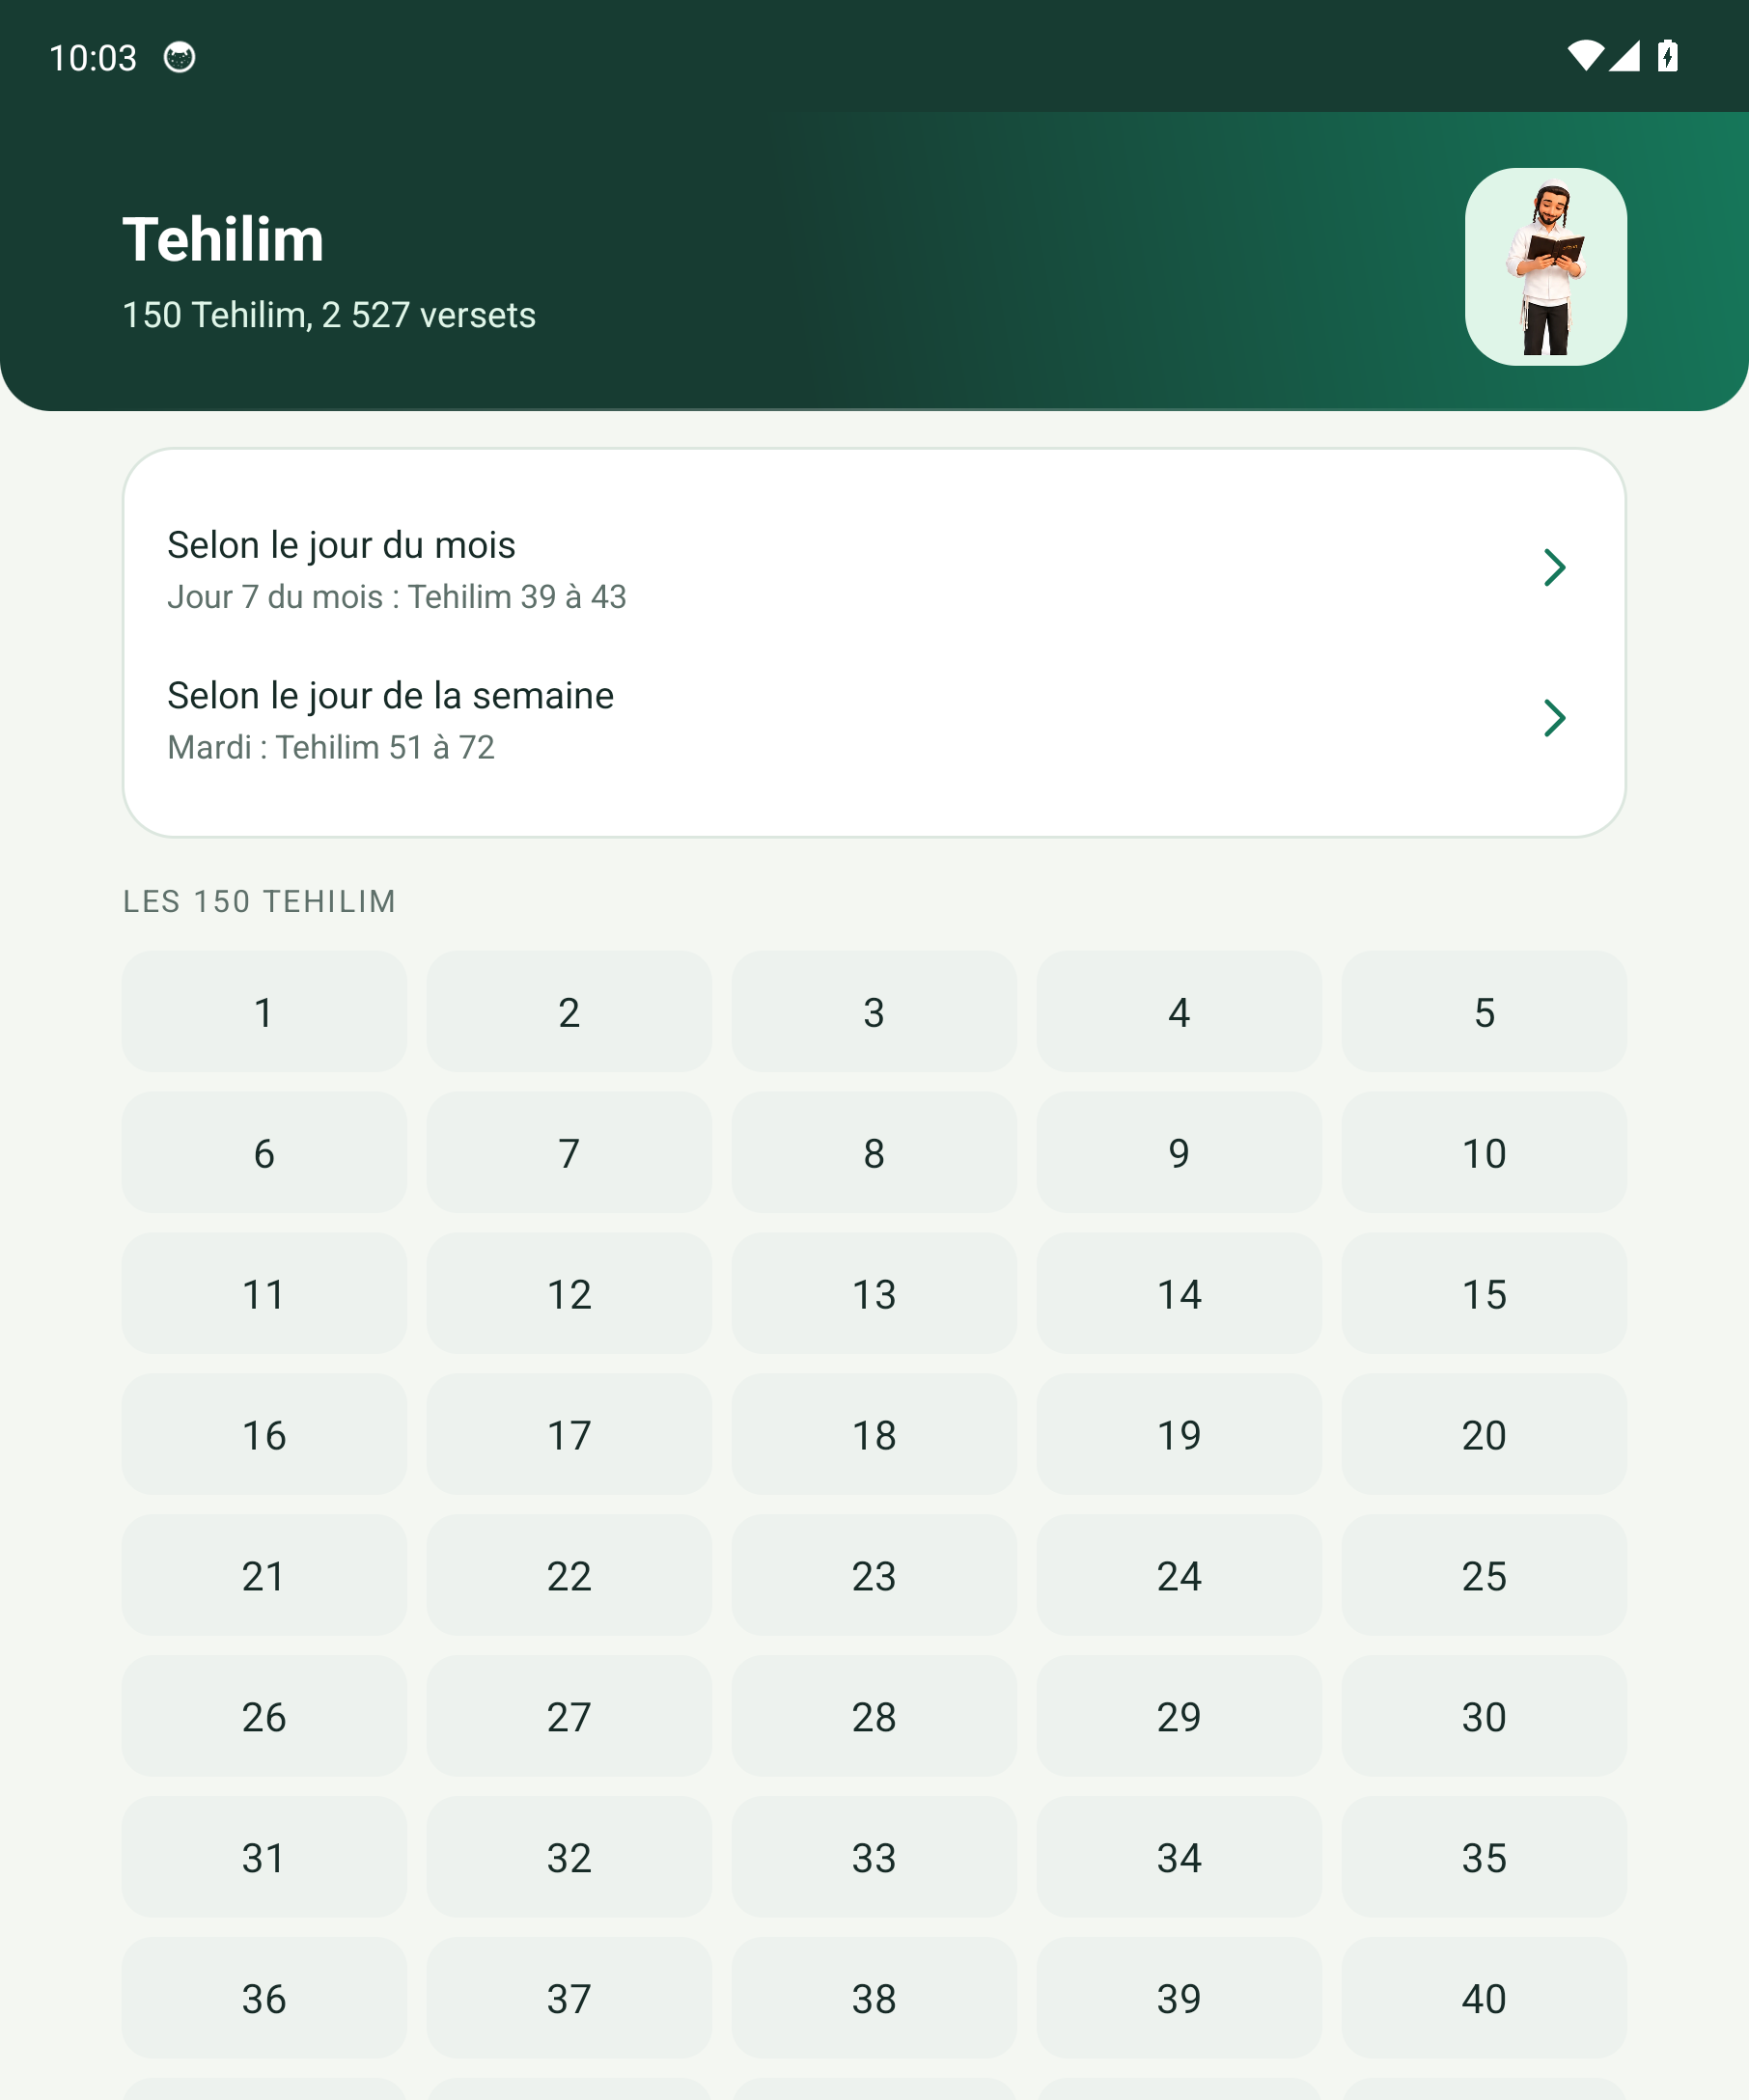 10:03
Tehilim
150 Tehilim, 2 527 versets
Selon le jour du mois
Jour 7 du mois : Tehilim 39 à 43
Selon le jour de la semaine
Mardi : Tehilim 51 à 72
LES 150 TEHILIM
1 2 3 4 5
6 7 8 9 10
11 12 13 14 15
16 17 18 19 20
21 22 23 24 25
26 27 28 29 30
31 32 33 34 35
36 37 38 39 40